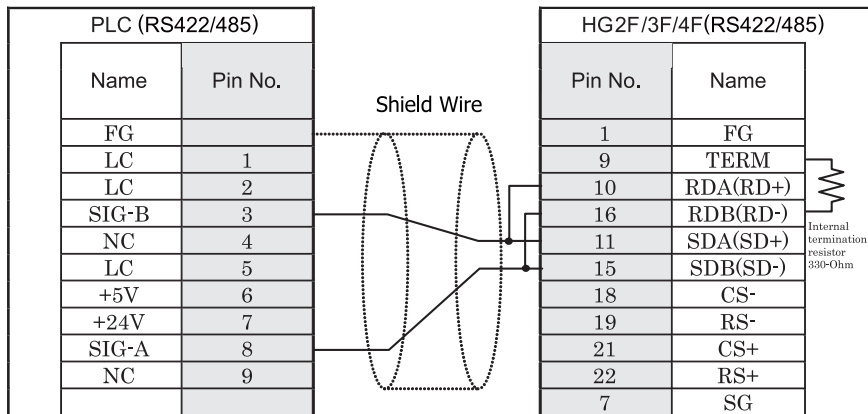 PLC (RS422/485)
HG2F/3F/4F(RS422/485)
Name Pin No.
Shield Wire
Pin No. Name
FG
1 FG
LC 1
9 TERM
LC 2
10 RDA(RD+)
SIG-B 3
16 RDB(RD-)
NC 4
11 SDA(SD+)
LC 5
15 SDB(SD-)
+5V 6
18 CS-
+24V 7
19 RS-
SIG-A 8
21 CS+
NC 9
22 RS+
7 SG
Internal
termination
resistor
330-Ohm